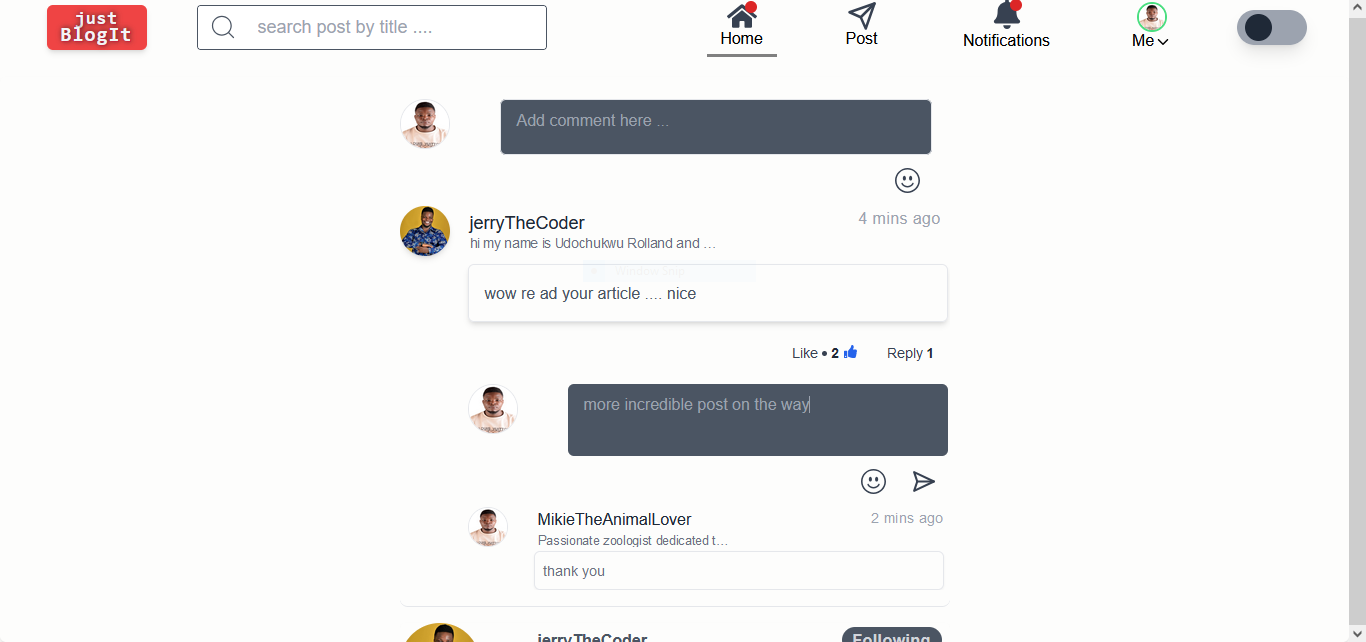 just
BlogIt
search post by title ....
Home
Post
Notifications
Me
Add comment here ...
4 mins ago
jerryTheCoder
hi my name is Udochukwu Rolland and ...
wow re ad your article .... nice
Like • 2
Reply 1
more incredible post on the way
MikieTheAnimalLover
2 mins ago
Passionate zoologist dedicated t...
thank you
jerryTheCoder
Following